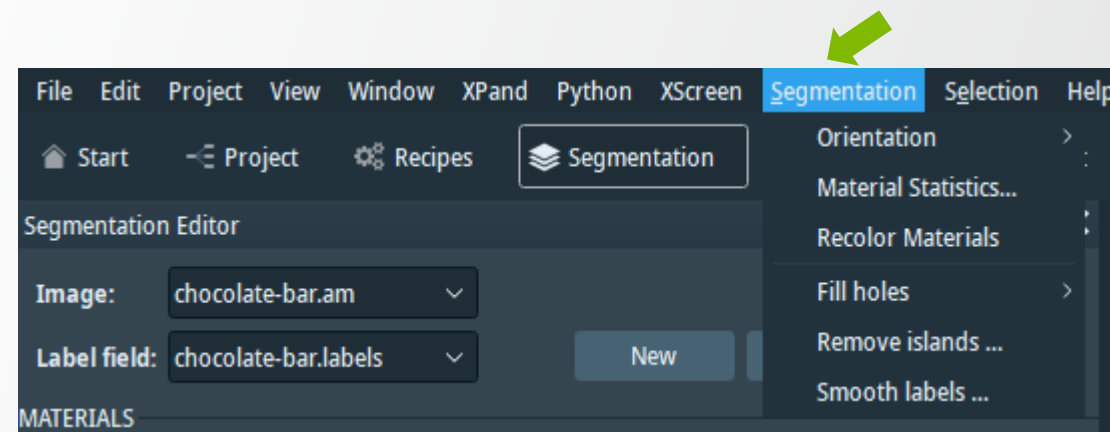 File Edit Project View Window XPand Python XScreen Segmentation Selection Help
Start Project Recipes Segmentation
Orientation
Material Statistics...
Segmentation Editor
Recolor Materials
Image: chocolate-bar.am
Fill holes
Label field: chocolate-bar.labels New
Remove islands ...
Smooth labels ...
MATERIALS